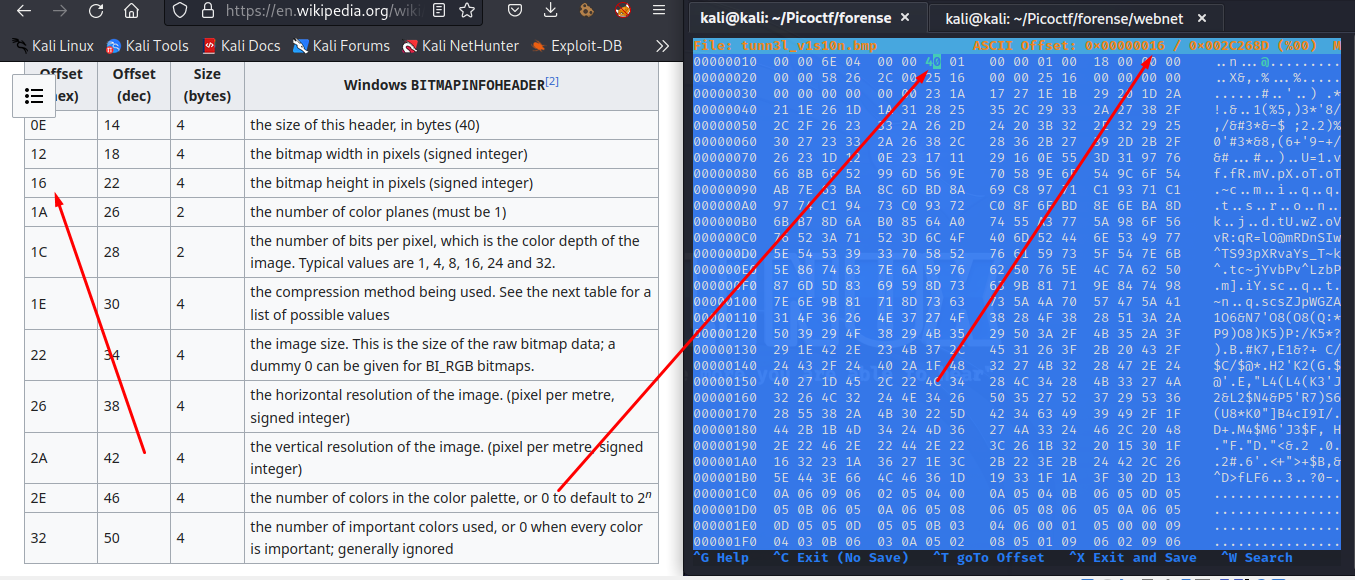 https://en.wikipedia.org/wiki
Kali Linux Kali Tools Kali Docs Kali Forums Kali NetHunter Exploit-DB
Offset Offset Size Windows BITMAPINFOHEADER[2]
(dec) (bytes)
0E 14 4 the size of this header, in bytes (40)
12 18 4 the bitmap width in pixels (signed integer)
16 22 4 the bitmap height in pixels (signed integer)
1A 26 2 the number of color planes (must be 1)
1C 28 2 the number of bits per pixel, which is the color depth of the
image. Typical values are 1, 4, 8, 16, 24 and 32.
1E 30 4 the compression method being used. See the next table for a
list of possible values
22 34 4 the image size. This is the size of the raw bitmap data; a
dummy 0 can be given for BI_RGB bitmaps.
26 38 4 the horizontal resolution of the image. (pixel per metre,
signed integer)
2A 42 4 the vertical resolution of the image. (pixel per metre, signed
integer)
2E 46 4 the number of colors in the color palette, or 0 to default to 2n
32 50 4 the number of important colors used, or 0 when every color
is important; generally ignored
kali@kali: ~/Picoctf/forense × kali@kali: ~/Picoctf/forense/webnet ×
File: tunn3l_v1s10n.bmp ASCII Offset: 0×00000016 / 0×002C268D (%00) M
00000010 00 00 6E 04 00 00 40 01 00 00 01 00 18 00 00 00 ..n...@.........
00000020 00 00 58 26 2C 00 25 16 00 00 25 16 00 00 00 00 ..X&,.%...%.....
00000030 00 00 00 00 00 00 23 1A 17 27 1E 1B 29 20 1D 2A ......#..'..) .*
00000040 21 1E 26 1D 1A 31 28 25 35 2C 29 33 2A 27 38 2F !.&..1(%5,)3*'8/
00000050 2C 2F 26 23 33 2A 26 2D 24 20 3B 32 2E 32 29 25 ,/&#3*&-$ ;2.2)%
00000060 30 27 23 33 2A 26 38 2C 28 36 2B 27 39 2D 2B 2F 0'#3*&8,(6+'9-+/
00000070 26 23 1D 12 0E 23 17 11 29 16 0E 55 3D 31 97 76 &#...#..)..U=1.v
00000080 66 8B 66 52 99 6D 56 9E 70 58 9E 6F 54 9C 6F 54 f.fR.mV.pX.oT.oT
00000090 AB 7E 63 BA 8C 6D BD 8A 69 C8 97 71 C1 93 71 C1 .~c..m..i..q..q.
000000A0 97 74 C1 94 73 C0 93 72 C0 8F 6F BD 8E 6E BA 8D .t..s..r..o..n..
000000B0 6B B7 8D 6A B0 85 64 A0 74 55 A3 77 5A 98 6F 56 k..j..d.tU.wZ.oV
000000C0 76 52 3A 71 52 3D 6C 4F 40 6D 52 44 6E 53 49 77 vR:qR=lO@mRDnSIw
000000D0 5E 54 53 39 33 70 58 52 76 61 59 73 5F 54 7E 6B ^TS93pXRvaYs_T~k
000000E0 5E 86 74 63 7E 6A 59 76 62 50 76 5E 4C 7A 62 50 ^.tc~jYvbPv^LzbP
000000F0 87 6D 5D 83 69 59 8D 73 63 9B 81 71 9E 84 74 98 .m].iY.sc..q..t.
00000100 7E 6E 9B 81 71 8D 73 63 73 5A 4A 70 57 47 5A 41 ~n..q.scsZJpWGZA
00000110 31 4F 36 26 4E 37 27 4F 38 28 4F 38 28 51 3A 2A 1O6&N7'O8(O8(Q:*
00000120 50 39 29 4F 38 29 4B 35 29 50 3A 2F 4B 35 2A 3F P9)O8)K5)P:/K5*?
00000130 29 1E 42 2E 23 4B 37 45 31 26 3F 2B 20 43 2F ).B.#K7,E1&?+ C/
00000140 24 43 2F 24 40 2A 1F 48 32 27 4B 32 28 47 2E 24 $C/$@*.H2'K2(G.$
00000150 40 27 1D 45 2C 22 4C 34 28 4C 34 28 4B 33 27 4A @'.E,"L4(L4(K3'J
00000160 32 26 4C 32 24 4E 34 26 50 35 27 52 37 29 53 36 2&L2$N4&P5'R7)S6
00000170 28 55 38 2A 4B 30 22 5D 42 34 63 49 39 49 2F 1F (U8*K0"]B4cI9I/.
00000180 44 2B 1B 4D 34 24 4D 36 27 4A 33 24 46 2C 20 48 D+.M4$M6'J3$F, H
00000190 2E 22 46 2E 22 44 2E 22 3C 26 1B 32 20 15 30 1F ."F."D."<&.2 .0.
000001A0 16 32 23 1A 36 27 1E 3C 2B 22 3E 2B 24 42 2C 26 .2#.6'.<+">+$B,&
000001B0 5E 44 3E 66 4C 46 36 1D 19 33 1F 1A 3F 30 2D 13 ^D>fLF6..3..?0-.
000001C0 0A 06 09 06 02 05 04 00 0A 05 04 0B 06 05 0D 05 ................
000001D0 05 0B 06 05 0A 06 05 08 06 05 08 06 05 0A 06 05 ................
000001E0 0D 05 05 0D 05 05 0B 03 04 06 00 01 05 00 00 09 ................
000001F0 04 03 0B 06 03 0A 05 02 08 05 01 09 06 02 09 06 ................
^G Help ^C Exit (No Save) ^T goTo Offset ^X Exit and Save ^W Search